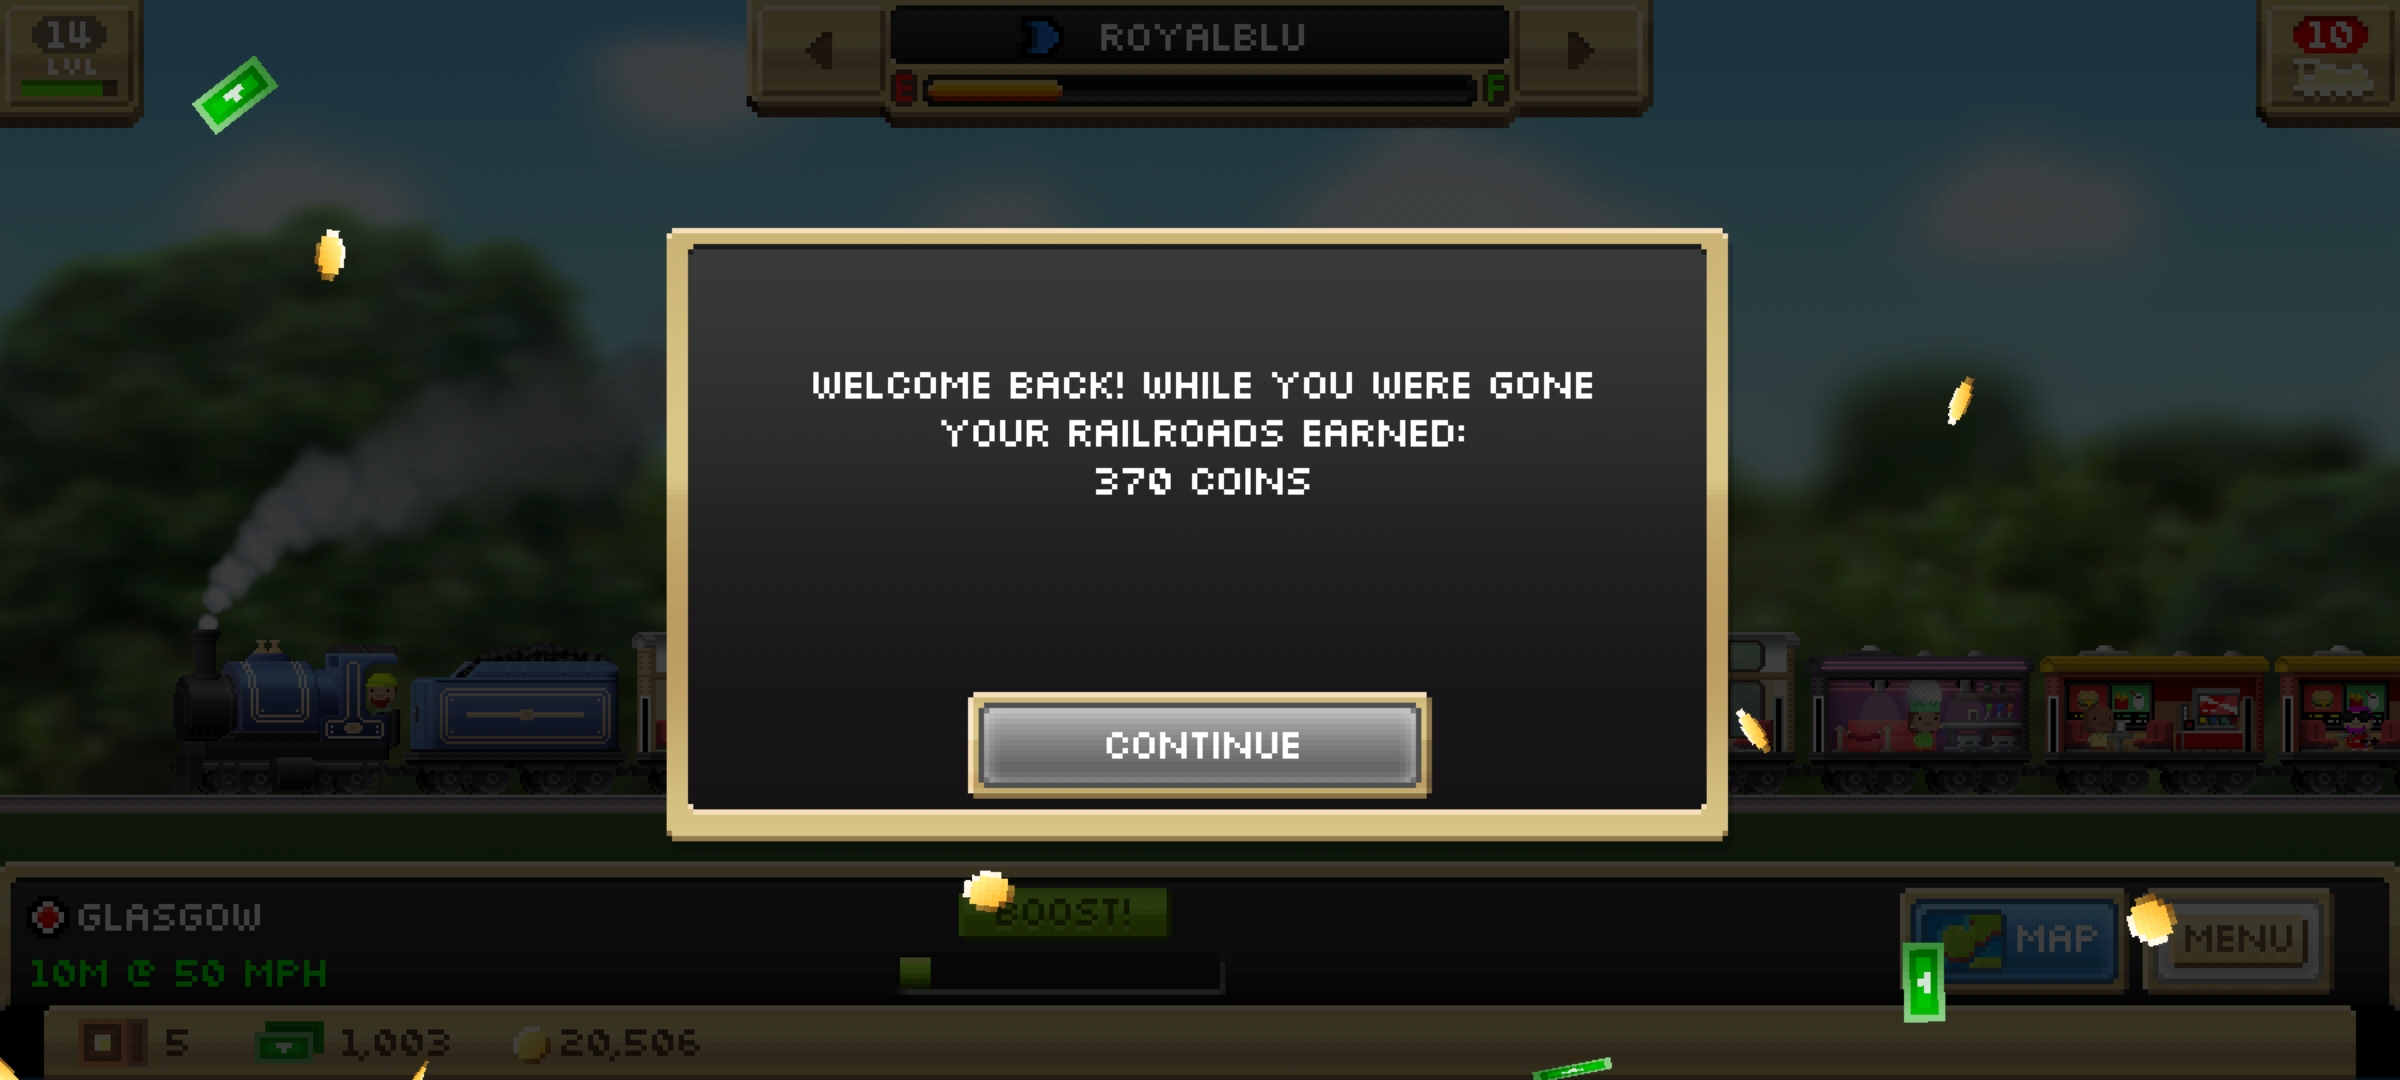 14
LVL
ROYALBLU
E F
10
WELCOME BACK! WHILE YOU WERE GONE
YOUR RAILROADS EARNED:
370 COINS
CONTINUE
GLASGOW
10M @ 50 MPH
BOOST!
MAP
MENU
5 1,003 20,506